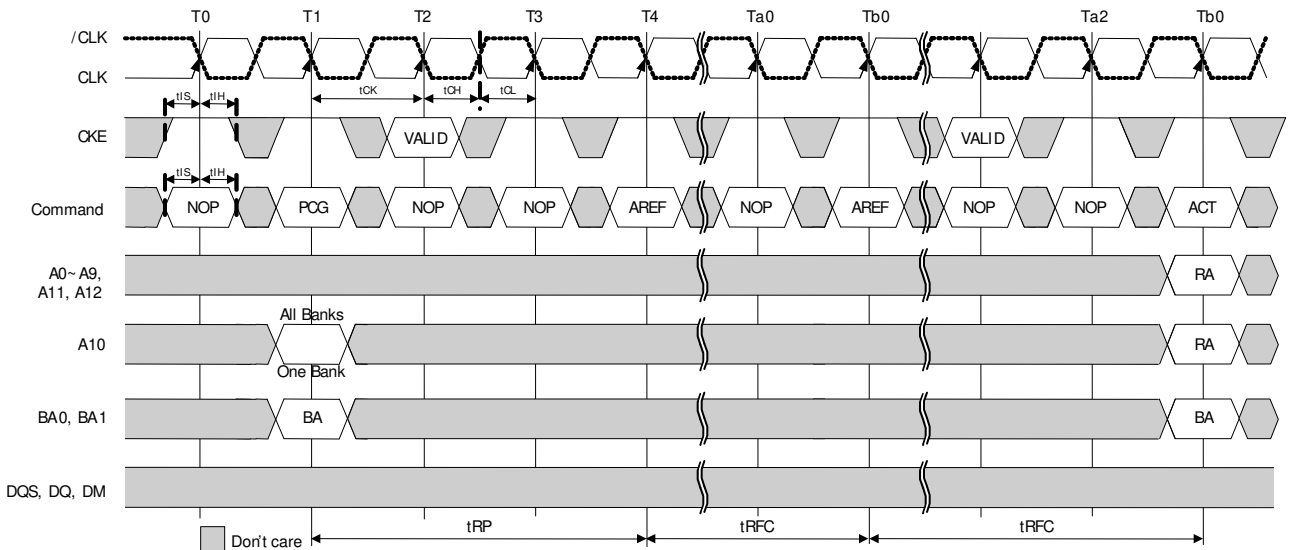 T0 T1 T2 T3 T4 Ta0 Tb0 Ta2 Tb0
/CLK
CLK
tCK tCH tCL
tIS tIH
CKE VALID VALID
tIS tIH
Command NOP PCG NOP NOP AREF NOP AREF NOP NOP ACT
A0~A9,
A11, A12
RA
All Banks
A10 RA
One Bank
BA0, BA1 BA BA
DQS, DQ, DM
tRP tRFC tRFC
Don't care